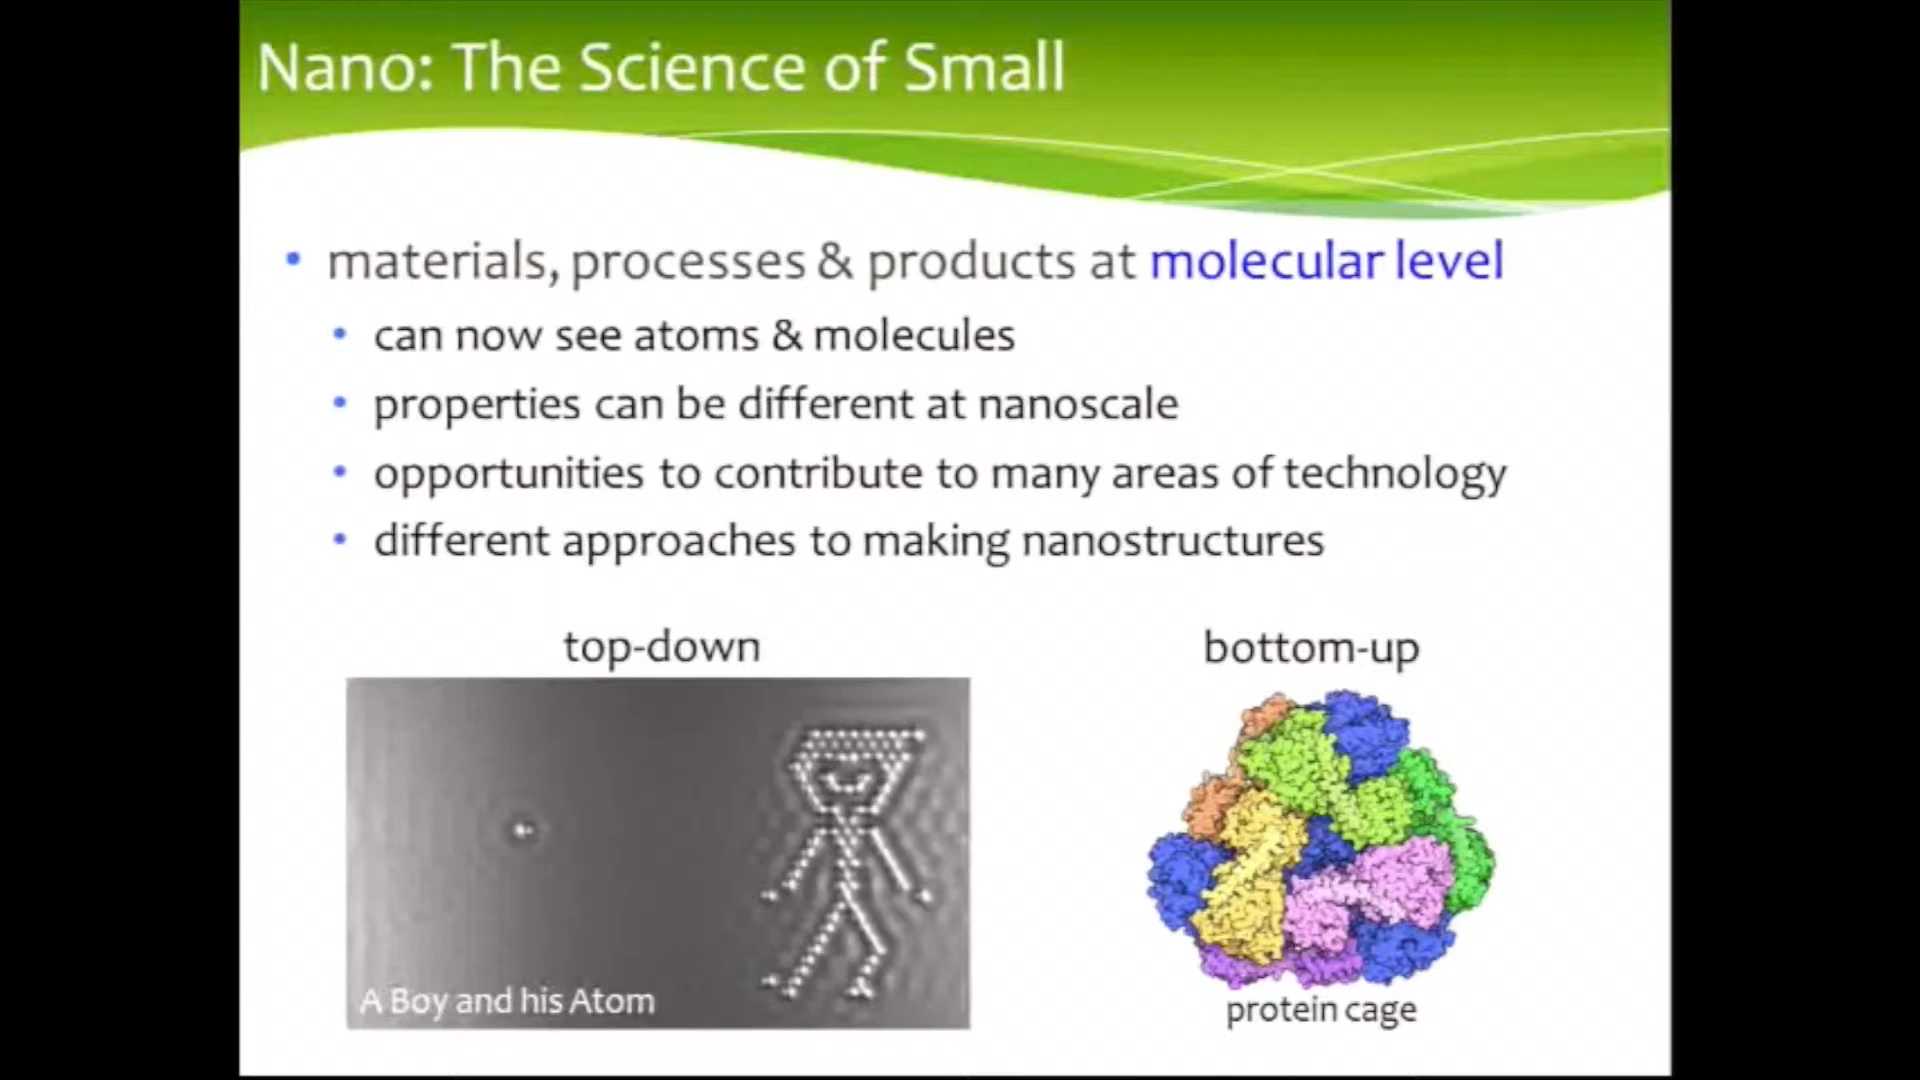 Nano: The Science of Small
materials, processes & products at molecular level
can now see atoms & molecules
properties can be different at nanoscale
opportunities to contribute to many areas of technology
different approaches to making nanostructures
top-down
bottom-up
A Boy and his Atom
protein cage